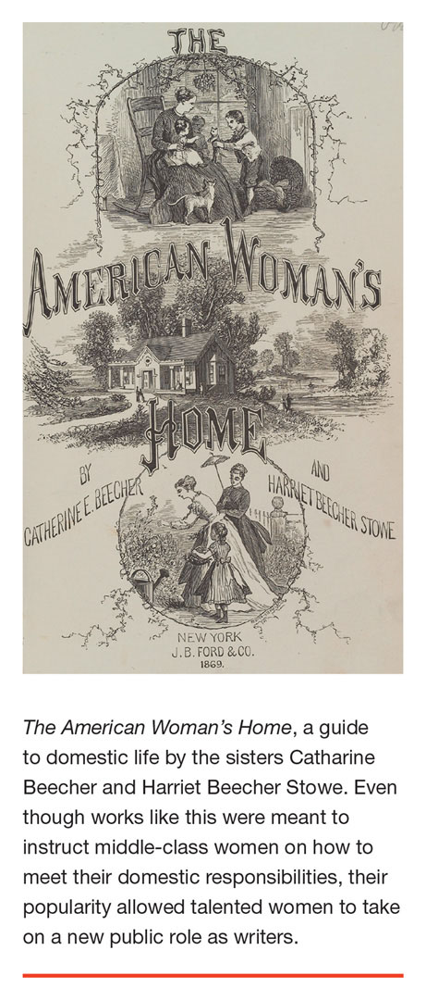 THE
AMERICAN WOMAN'S
HOME
BY
CATHERINE E. BEECHER
AND
HARRIET BEECHER STOWE
NEW YORK
J. B. FORD & CO.
1869.
The American Woman's Home, a guide
to domestic life by the sisters Catharine
Beecher and Harriet Beecher Stowe. Even
though works like this were meant to
instruct middle-class women on how to
meet their domestic responsibilities, their
popularity allowed talented women to take
on a new public role as writers.